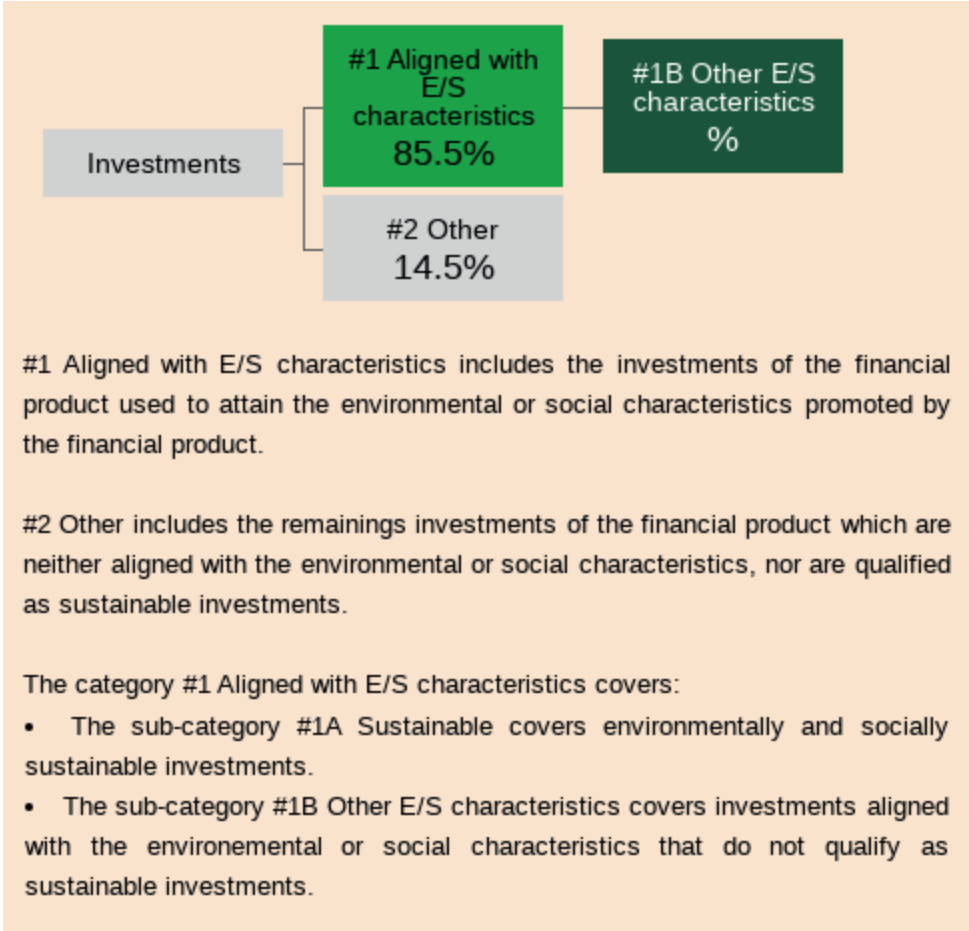 #1 Aligned with
E/S
characteristics
85.5%
#1B Other E/S
characteristics
%
Investments
#2 Other
14.5%
#1 Aligned with E/S characteristics includes the investments of the financial
product used to attain the environmental or social characteristics promoted by
the financial product.
#2 Other includes the remainings investments of the financial product which are
neither aligned with the environmental or social characteristics, nor are qualified
as sustainable investments.
The category #1 Aligned with E/S characteristics covers:
• The sub-category #1A Sustainable covers environmentally and socially
sustainable investments.
• The sub-category #1B Other E/S characteristics covers investments aligned
with the environemental or social characteristics that do not qualify as
sustainable investments.